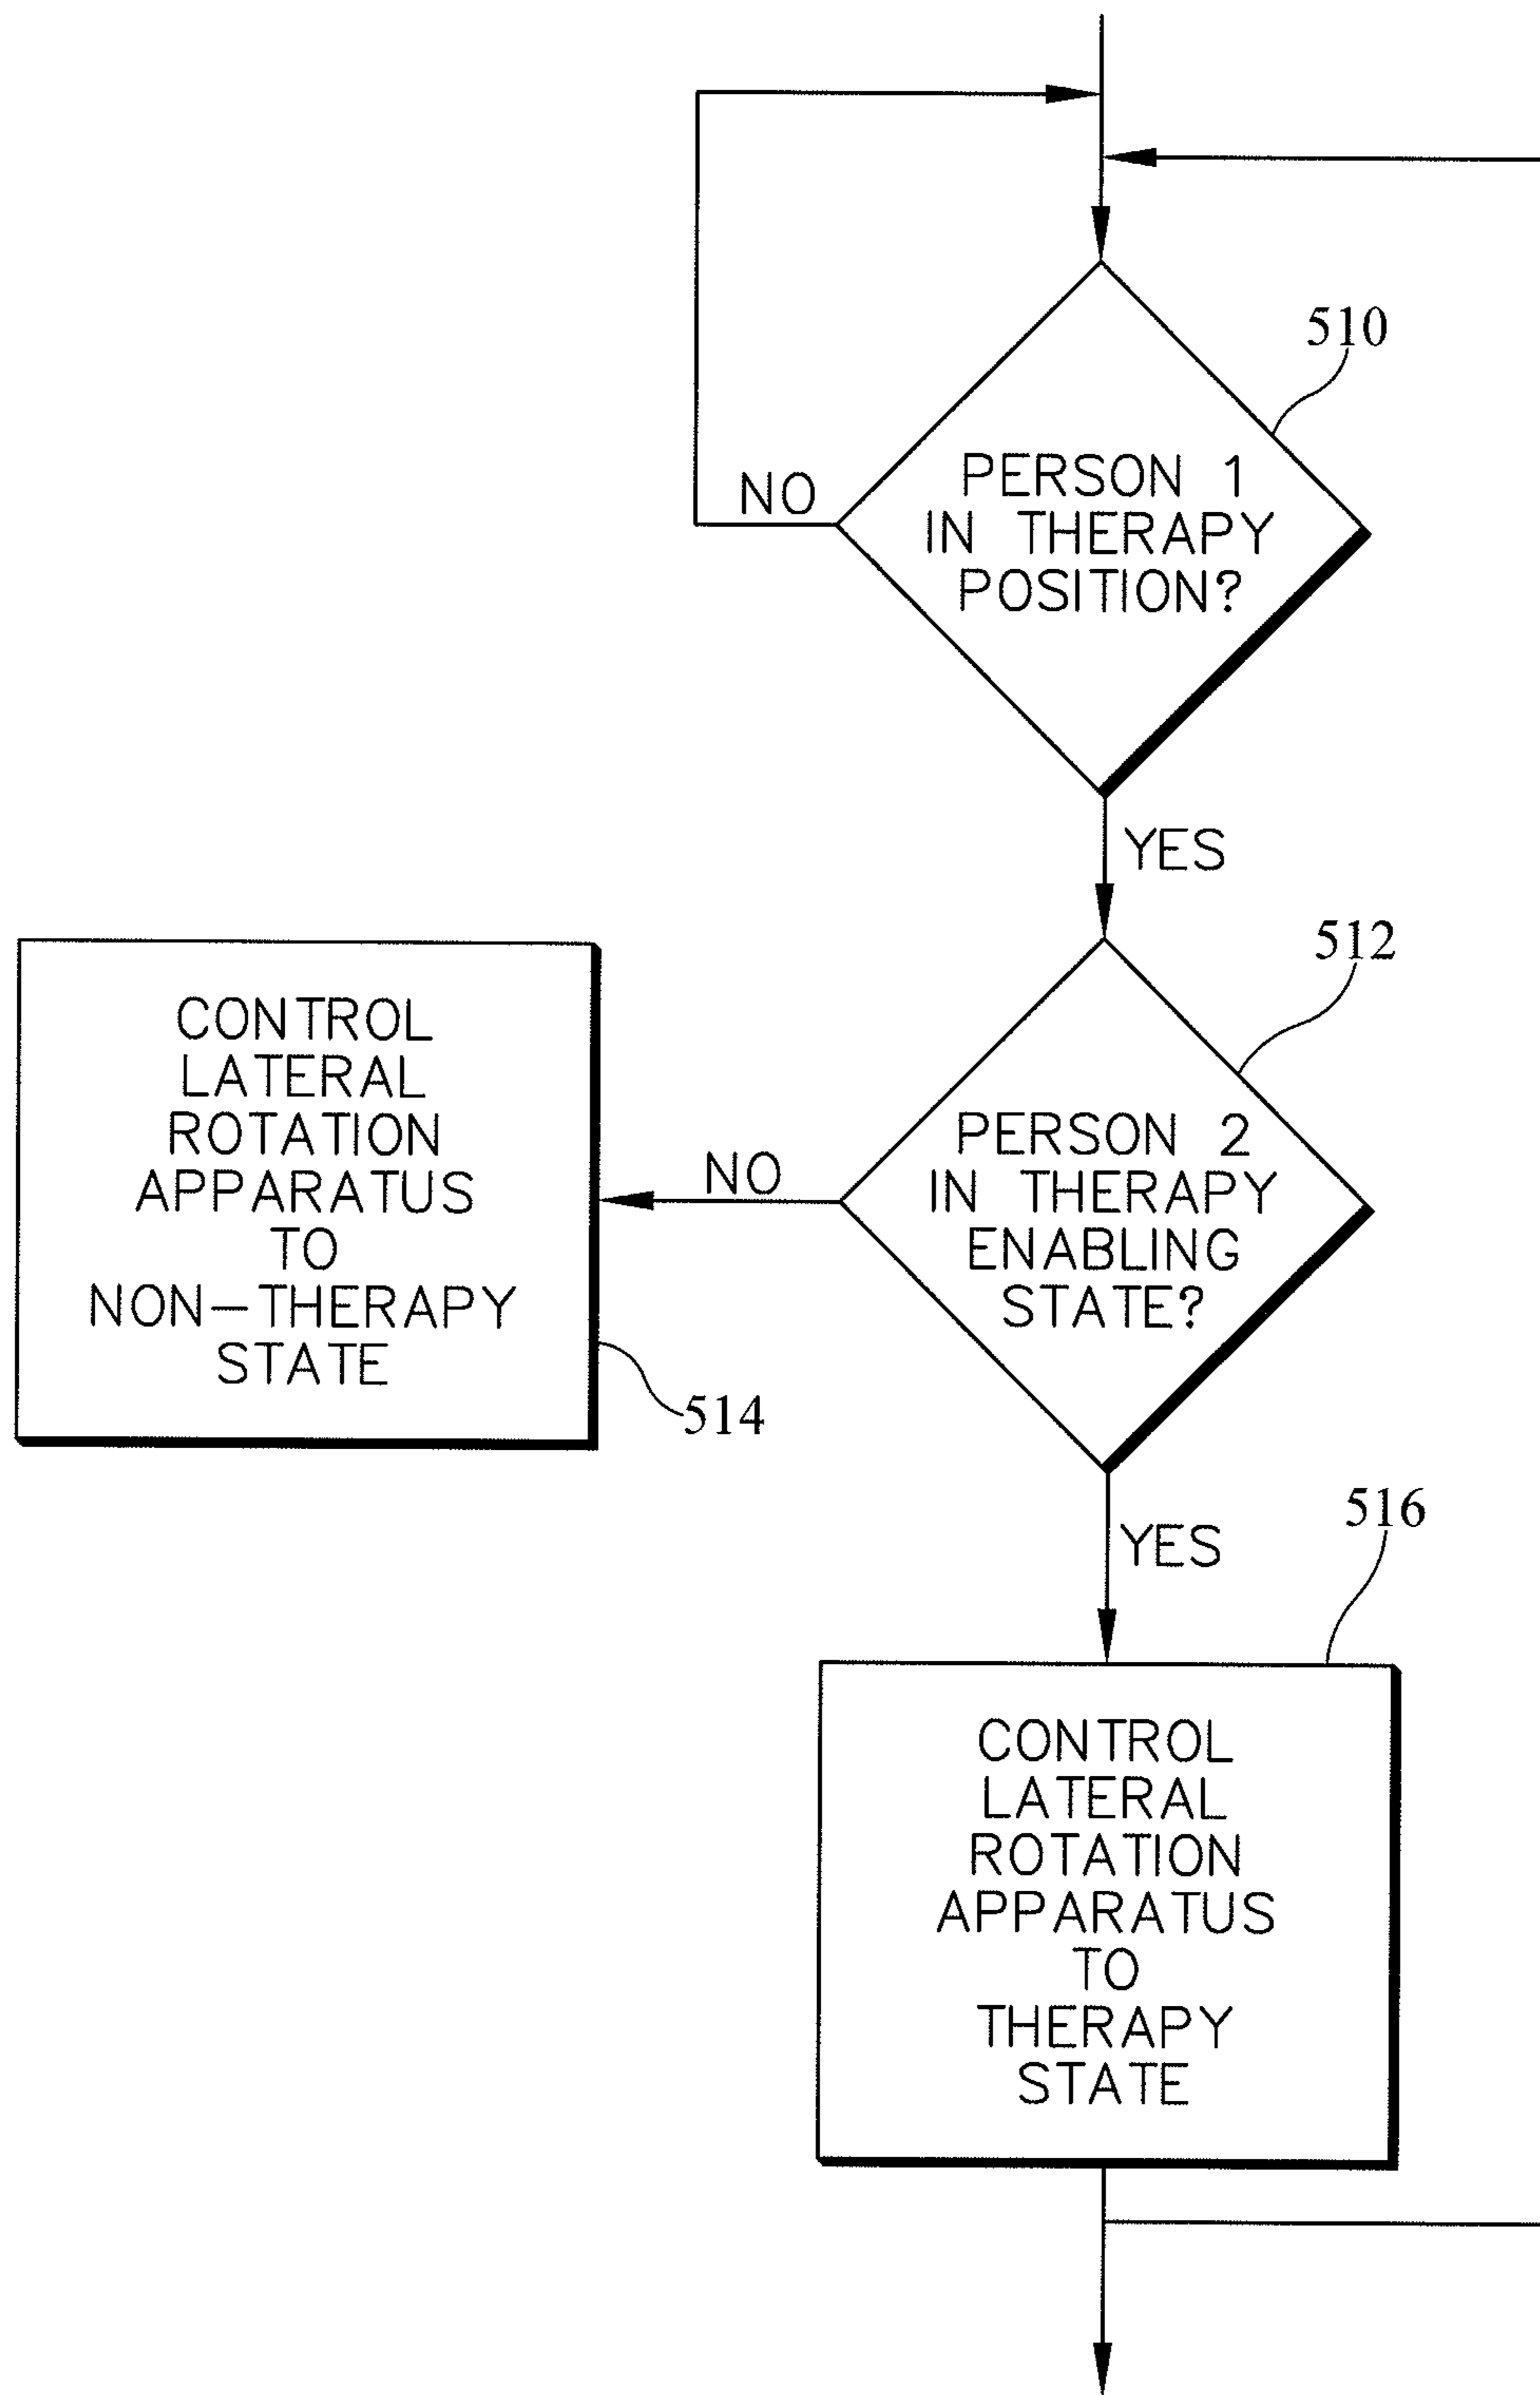 510
PERSON 1
IN THERAPY
POSITION?
NO
YES
512
PERSON 2
IN THERAPY
ENABLING
STATE?
NO
CONTROL
LATERAL
ROTATION
APPARATUS
TO
NON-THERAPY
STATE
514
YES
516
CONTROL
LATERAL
ROTATION
APPARATUS
TO
THERAPY
STATE